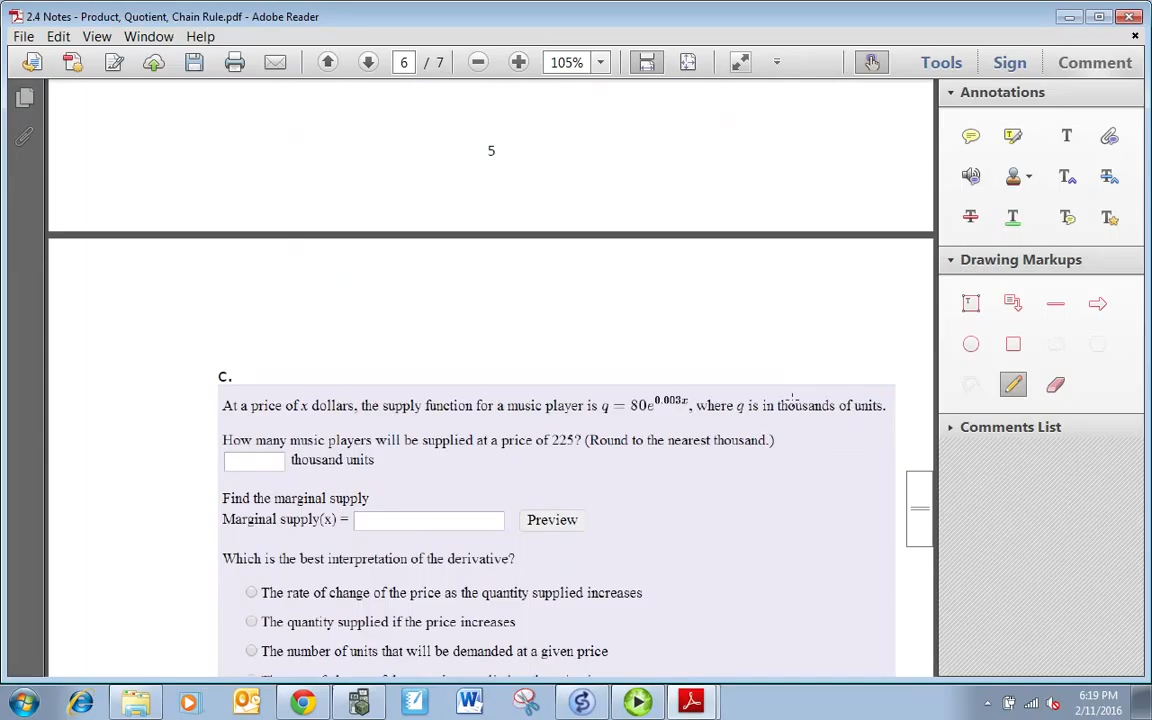 2.4 Notes - Product, Quotient, Chain Rule.pdf - Adobe Reader
File Edit View Window Help
6 / 7 105% Tools Sign Comment
Annotations
5
Drawing Markups
Comments List
C.
At a price of x dollars, the supply function for a music player is q = 80e^0.003x, where q is in thousands of units.
How many music players will be supplied at a price of 225? (Round to the nearest thousand.)
thousand units
Find the marginal supply
Marginal supply(x) = Preview
Which is the best interpretation of the derivative?
The rate of change of the price as the quantity supplied increases
The quantity supplied if the price increases
The number of units that will be demanded at a given price
6:19 PM
2/11/2016